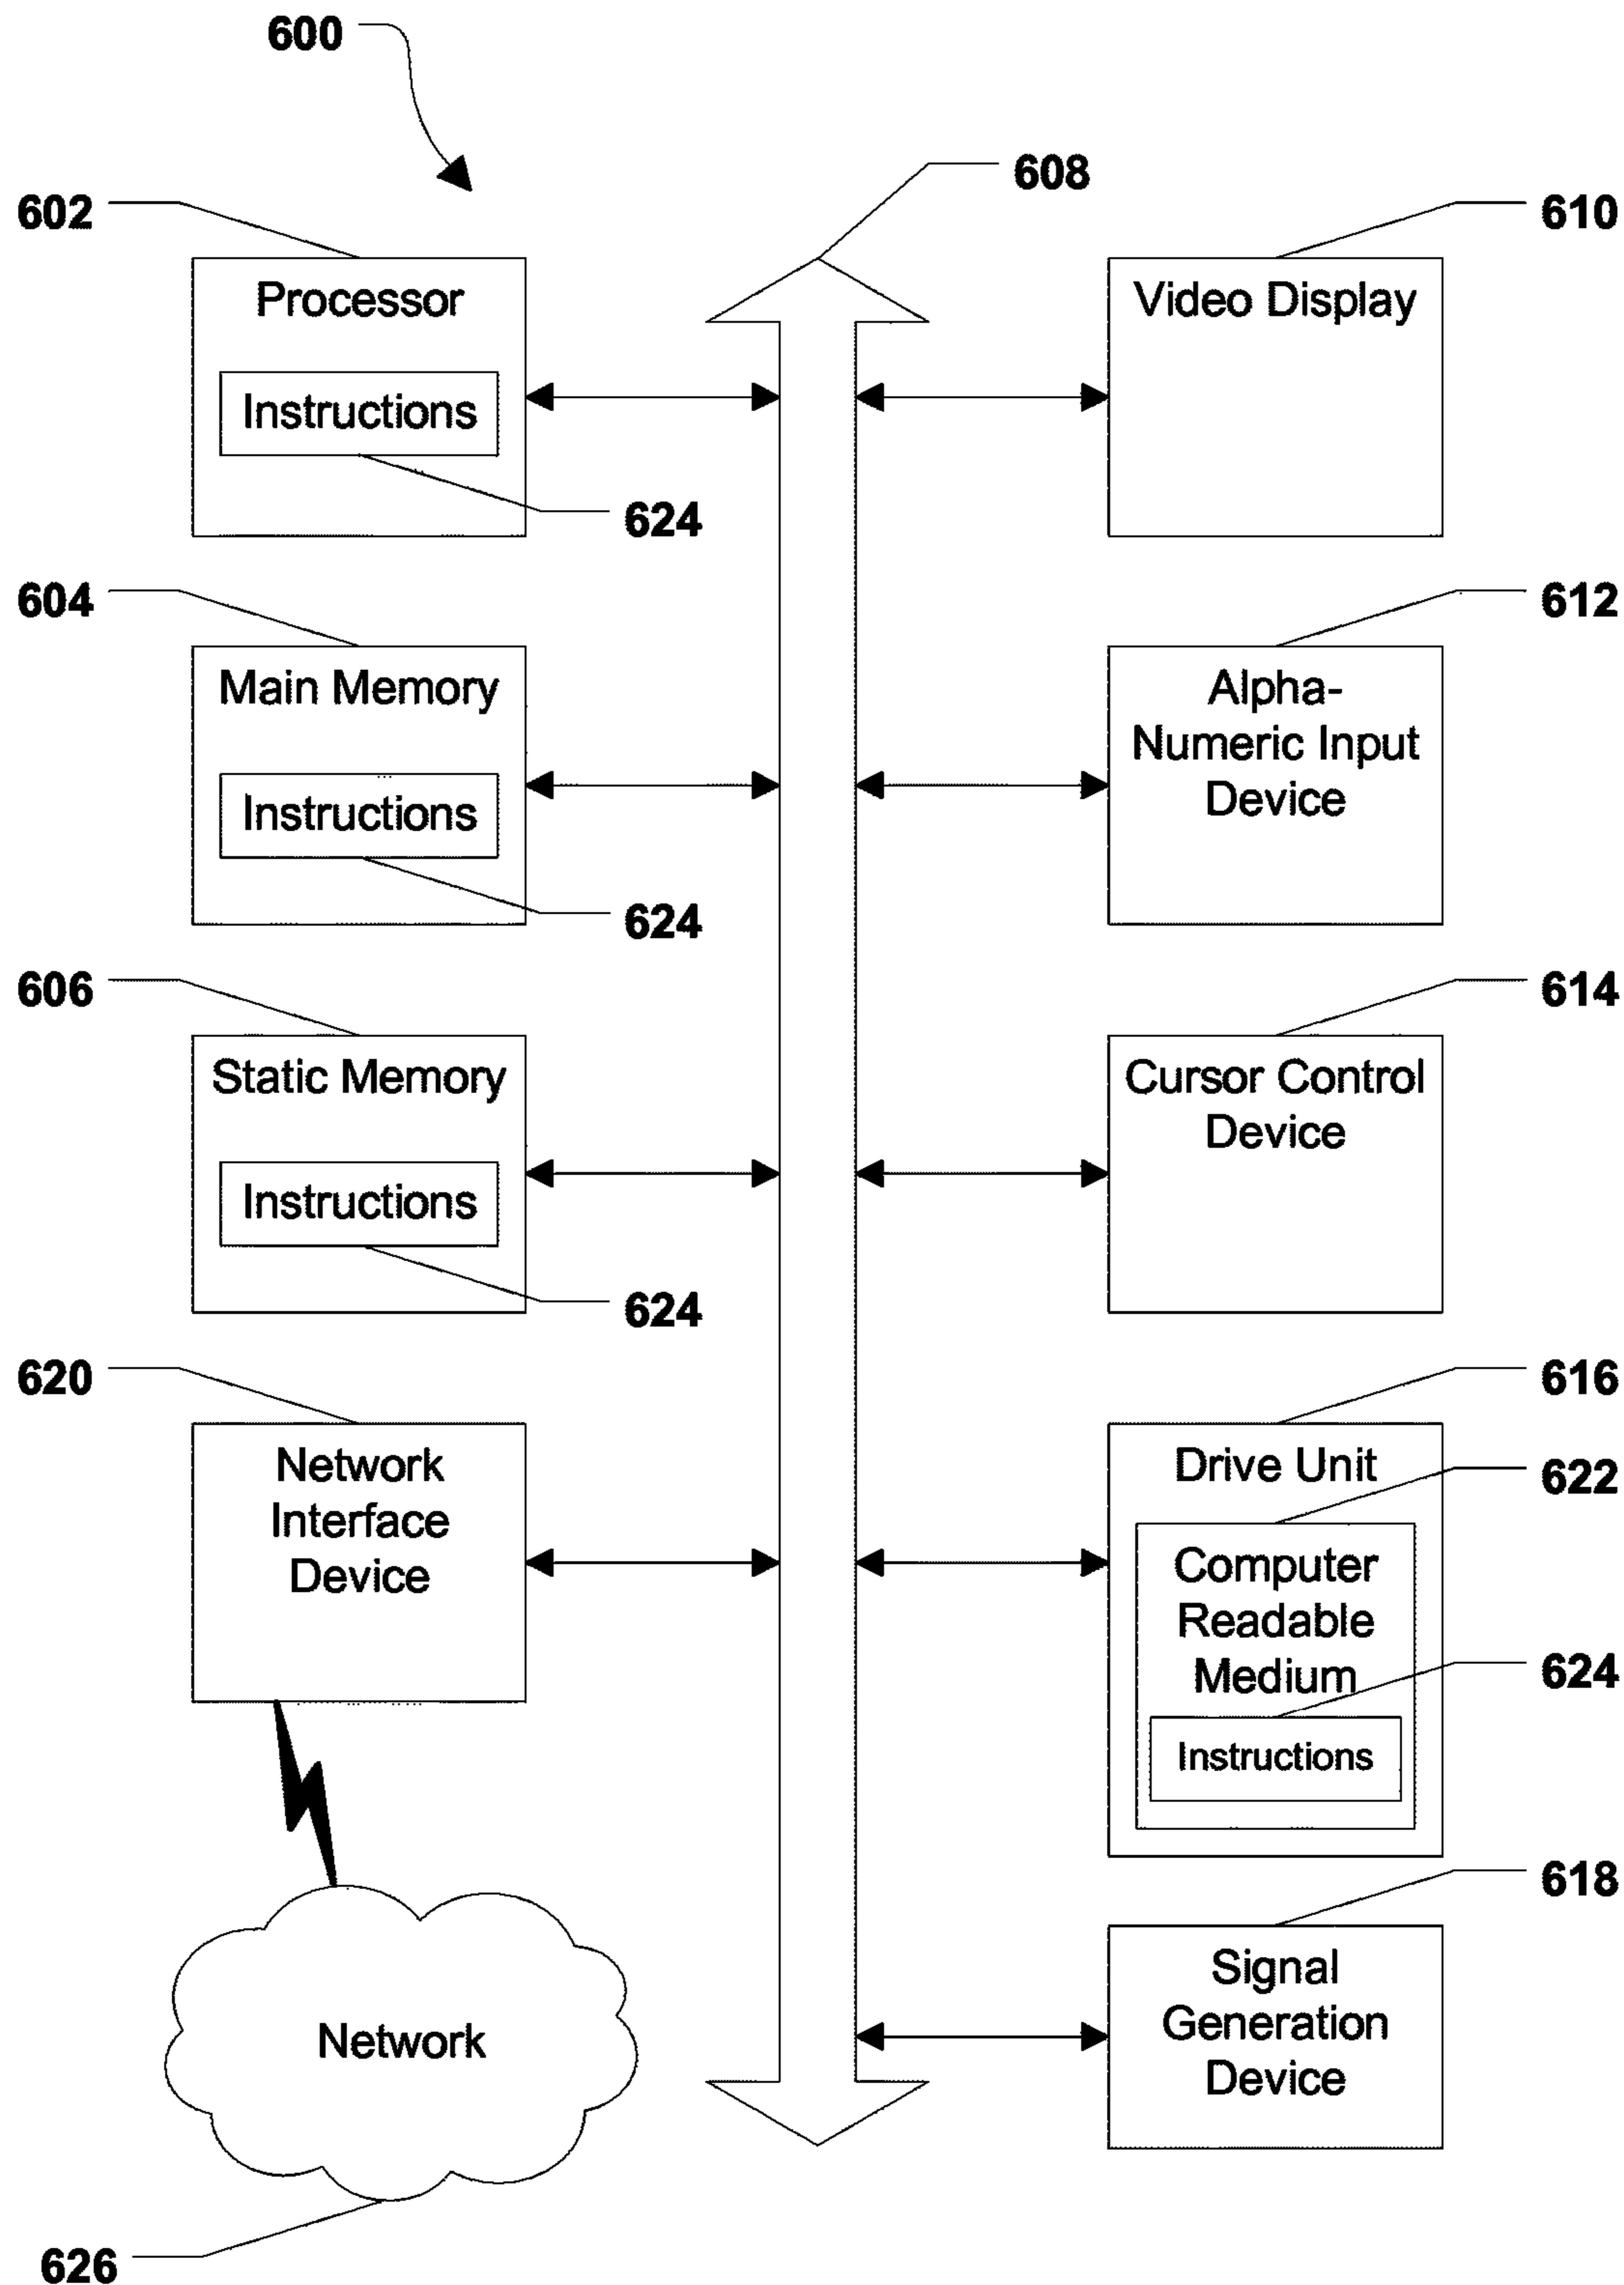 600
608
602
Processor
Instructions
624
610
Video Display
604
Main Memory
Instructions
624
612
Alpha-
Numeric Input
Device
606
Static Memory
Instructions
624
614
Cursor Control
Device
620
Network
Interface
Device
616
Drive Unit
622
Computer
Readable
Medium
624
Instructions
618
Signal
Generation
Device
Network
626